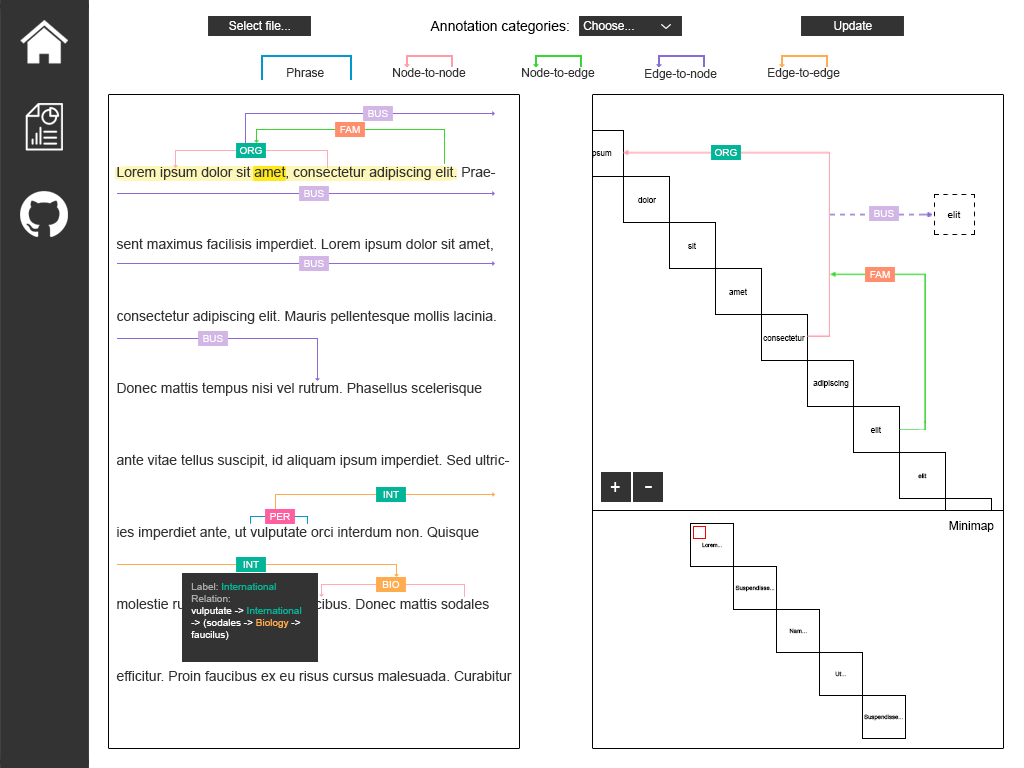 Select file...
Annotation categories:
Choose...
Update
Phrase
Node-to-node
Node-to-edge
Edge-to-node
Edge-to-edge
BUS
FAM
ORG
Lorem ipsum dolor sit amet, consectetur adipiscing elit. Prae-
BUS
sent maximus facilisis imperdiet. Lorem ipsum dolor sit amet,
BUS
consectetur adipiscing elit. Mauris pellentesque mollis lacinia.
BUS
Donec mattis tempus nisi vel rutrum. Phasellus scelerisque
ante vitae tellus suscipit, id aliquam ipsum imperdiet. Sed ultric-
INT
PER
ies imperdiet ante, ut vulputate orci interdum non. Quisque
INT
BIO
molestie ru
cibus. Donec mattis sodales
Label: International
Relation:
vulputate -> International
-> (sodales -> Biology ->
faucilus)
efficitur. Proin faucibus ex eu risus cursus malesuada. Curabitur
psum
ORG
dolor
BUS
elit
sit
FAM
amet
consectetur
adipiscing
elit
elit
+
-
Minimap
Lorem...
Suspendisse...
Nam...
Ut...
Suspendisse...